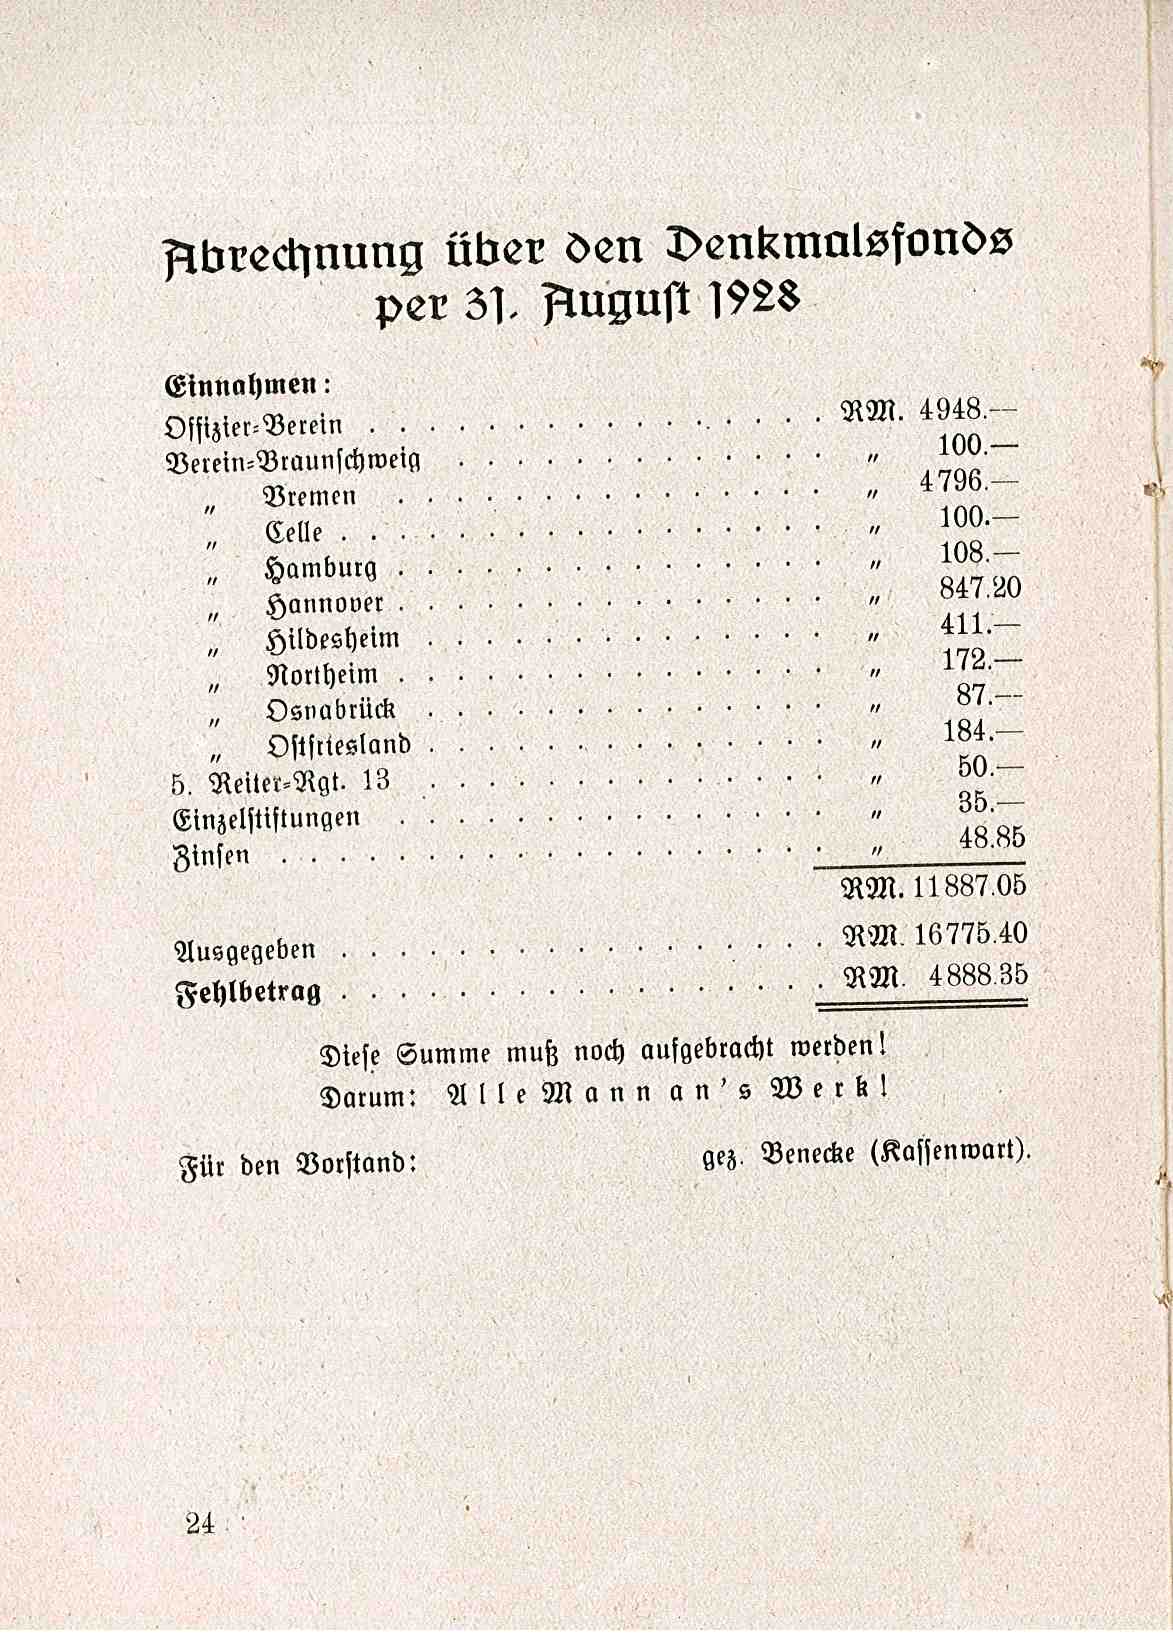 Abrechnung über den Denkmalsfonds
per 31. August 1928
Einnahmen:
Offizier-Verein . . . . . . . . . . . . . . . . RM. 4948.—
Verein-Braunschweig . . . . . . . . . . . . . „ 100.—
„ Bremen . . . . . . . . . . . . . . . „ 4796.—
„ Celle . . . . . . . . . . . . . . . . . „ 100.—
„ Hamburg . . . . . . . . . . . . . . . „ 108.—
„ Hannover . . . . . . . . . . . . . . . „ 847.20
„ Hildesheim . . . . . . . . . . . . . . „ 411.—
„ Northeim . . . . . . . . . . . . . . . „ 172.—
„ Osnabrück . . . . . . . . . . . . . . „ 87.—
„ Ostfriesland . . . . . . . . . . . . . . „ 184.—
5. Reiter-Rgt. 13 . . . . . . . . . . . . . . „ 50.—
Einzelstiftungen . . . . . . . . . . . . . . . „ 35.—
Zinsen . . . . . . . . . . . . . . . . . . . „ 48.85
RM. 11887.05
Ausgegeben . . . . . . . . . . . . . . . . . RM. 16775.40
Fehlbetrag . . . . . . . . . . . . . . . . . RM. 4888.35
Diese Summe muß noch aufgebracht werden!
Darum: Alle Mann an's Werk!
Für den Vorstand: gez. Benecke (Kassenwart).
24